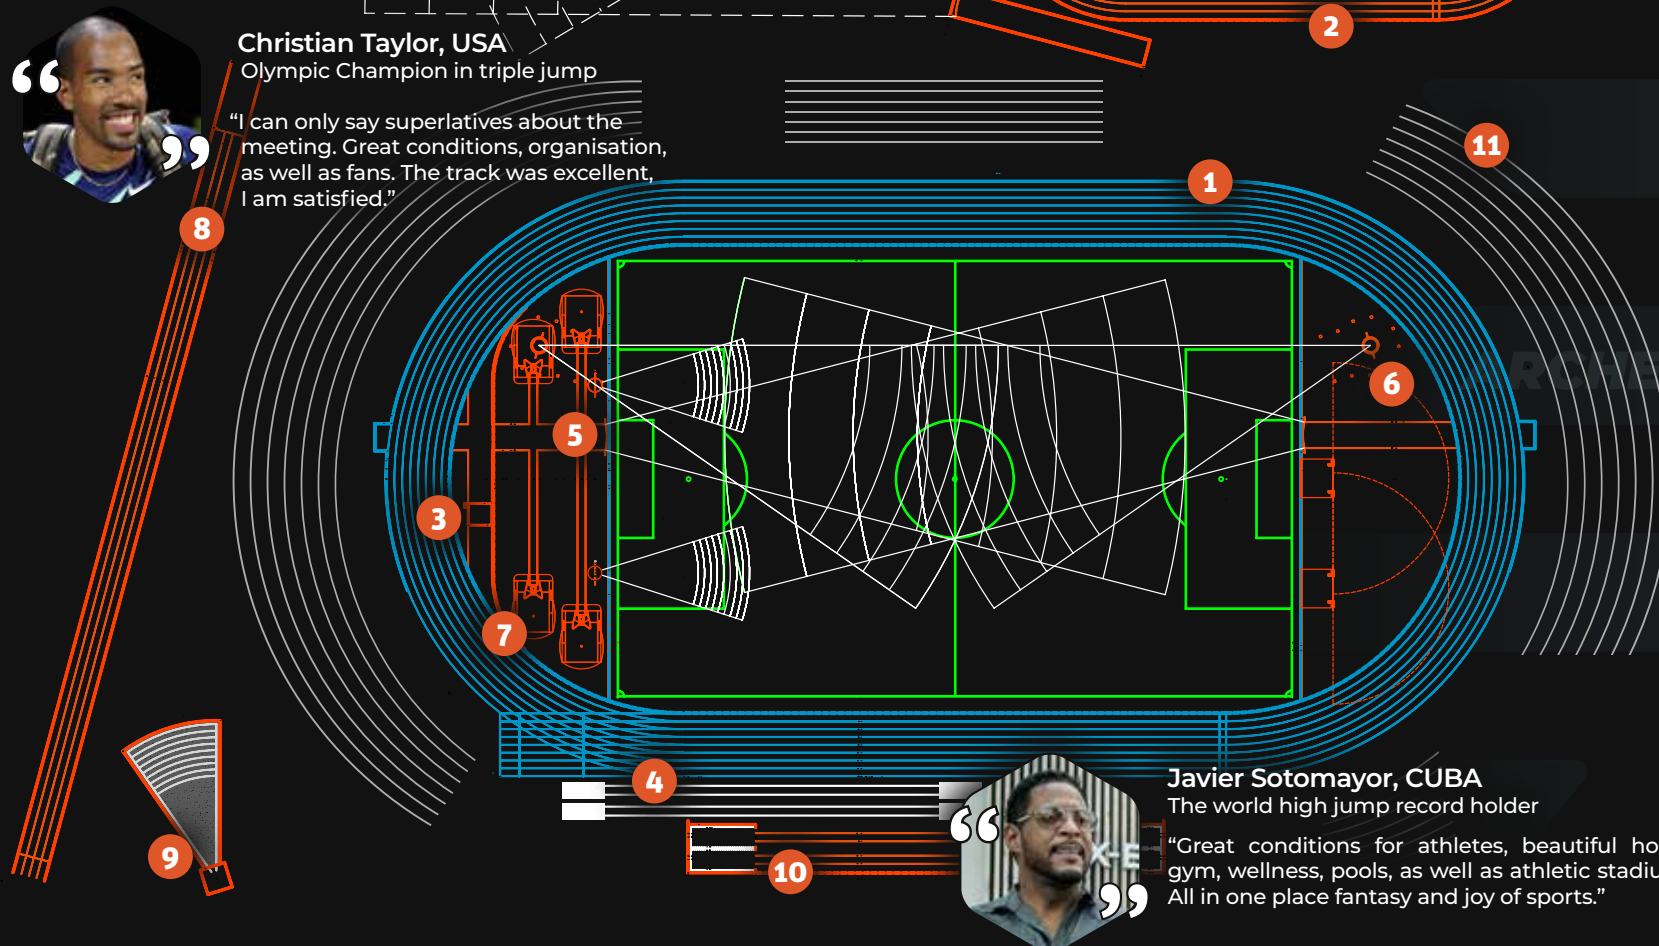 Christian Taylor, USA
Olympic Champion in triple jump
“I can only say superlatives about the
meeting. Great conditions, organisation,
as well as fans. The track was excellent,
I am satisfied.”
2
11
1
8
6
5
3
7
4
9
10
Javier Sotomayor, CUBA
The world high jump record holder
“Great conditions for athletes, beautiful
gym, wellness, pools, as well as athletic
All in one place fantasy and joy of sports.”